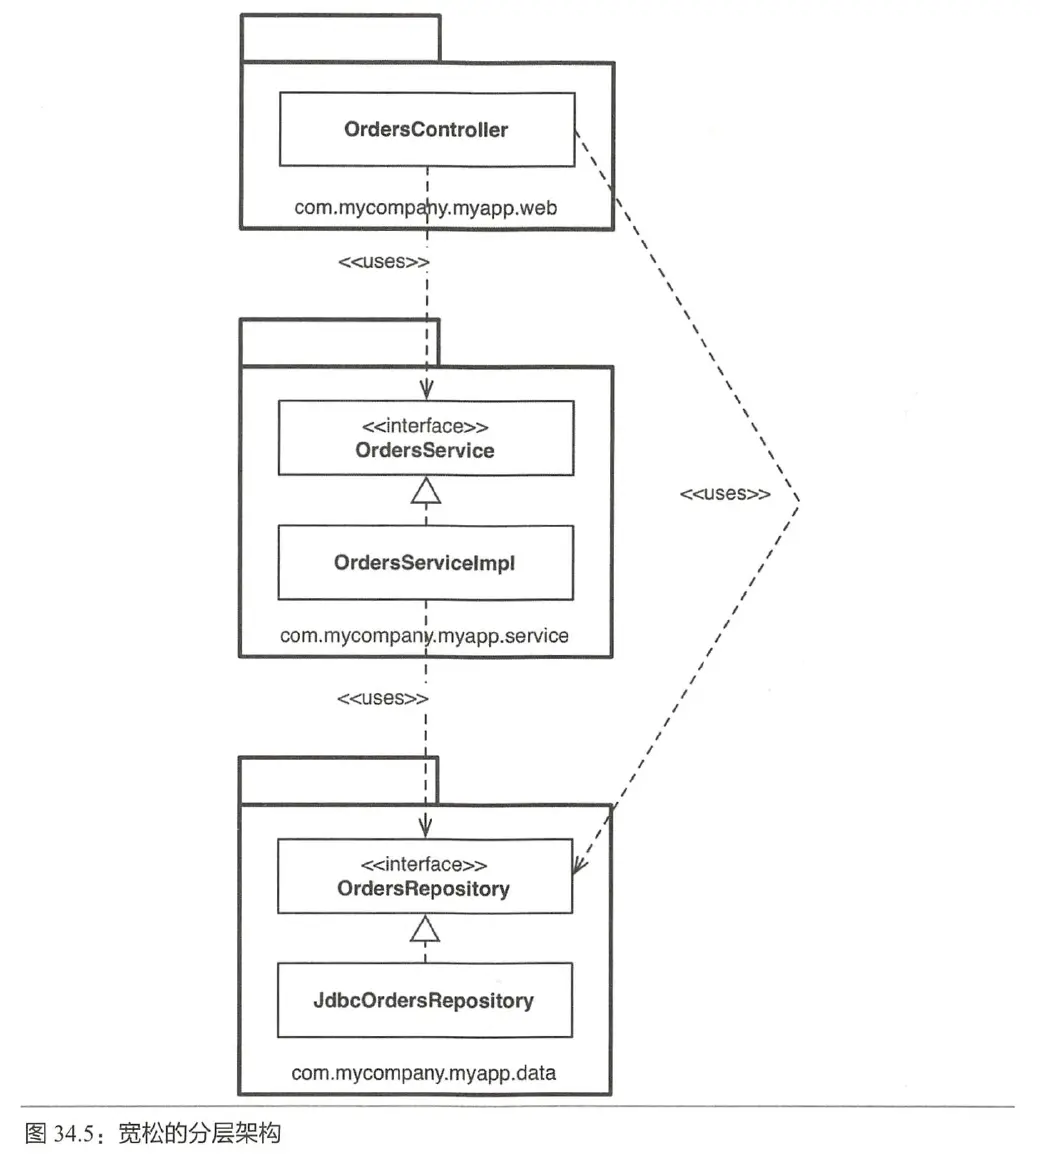 OrdersController
com.mycompany.myapp.web
<<uses>>
<<interface>>
OrdersService
<<uses>>
OrdersServiceImpl
com.mycompany.myapp.service
<<uses>>
<<interface>>
OrdersRepository
JdbcOrdersRepository
com.mycompany.myapp.data
图 34.5：宽松的分层架构